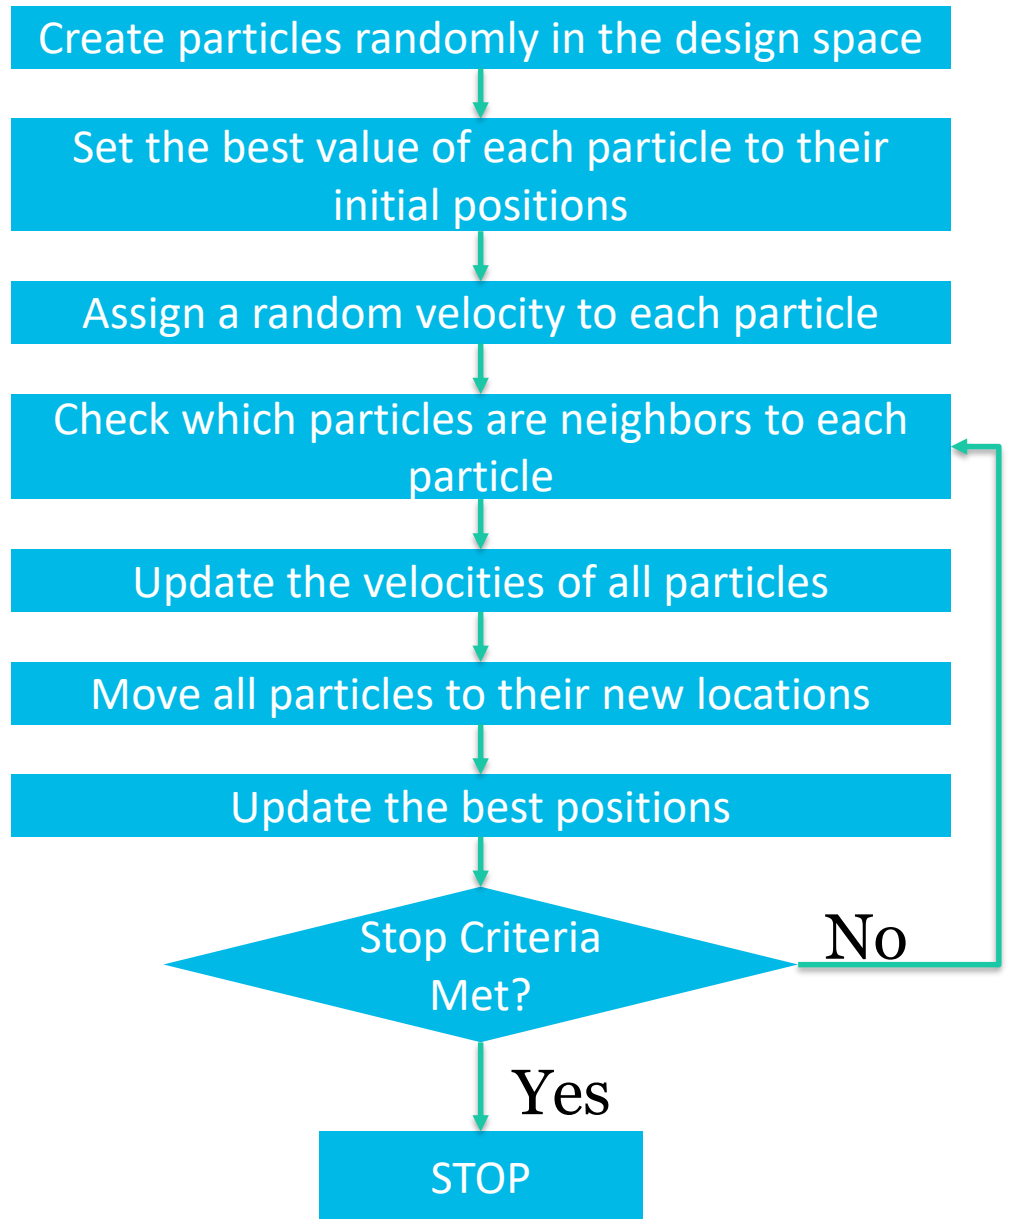 Create particles randomly in the design space
Set the best value of each particle to their
initial positions
Assign a random velocity to each particle
Check which particles are neighbors to each
particle
Update the velocities of all particles
Move all particles to their new locations
Update the best positions
Stop Criteria
Met?
No
Yes
STOP